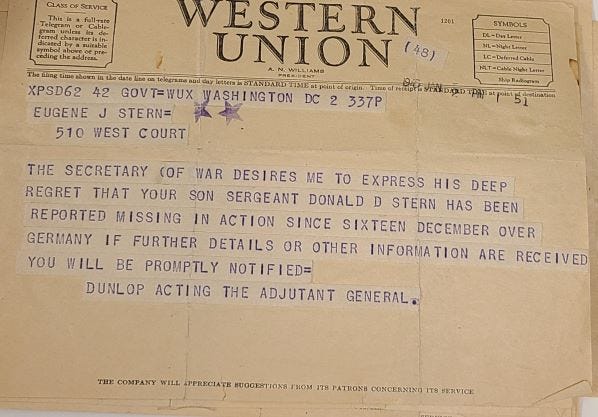 CLASS OF SERVICE
This is a full-rate
Telegram or Cable-
gram unless its de-
ferred character is in-
dicated by a suitable
symbol above or pre-
ceding the address.
WESTERN
UNION
1201
(48)
A. N. WILLIAMS
PRESIDENT
SYMBOLS
DL=Day Letter
NL=Night Letter
LC=Deferred Cable
NLT=Cable Night Letter
Ship Radiogram
The filing time shown in the date line on telegrams and day letters is STANDARD TIME at point of origin. Time of receipt is STANDARD TIME at point of destination
XPSD62 42 GOVT=WUX WASHINGTON DC 2 337P
1 51
EUGENE J STERN=
510 WEST COURT
THE SECRETARY OF WAR DESIRES ME TO EXPRESS HIS DEEP
REGRET THAT YOUR SON SERGEANT DONALD D STERN HAS BEEN
REPORTED MISSING IN ACTION SINCE SIXTEEN DECEMBER OVER
GERMANY IF FURTHER DETAILS OR OTHER INFORMATION ARE RECEIVED
YOU WILL BE PROMPTLY NOTIFIED=
DUNLOP ACTING THE ADJUTANT GENERAL.
THE COMPANY WILL APPRECIATE SUGGESTIONS FROM ITS PATRONS CONCERNING ITS SERVICE